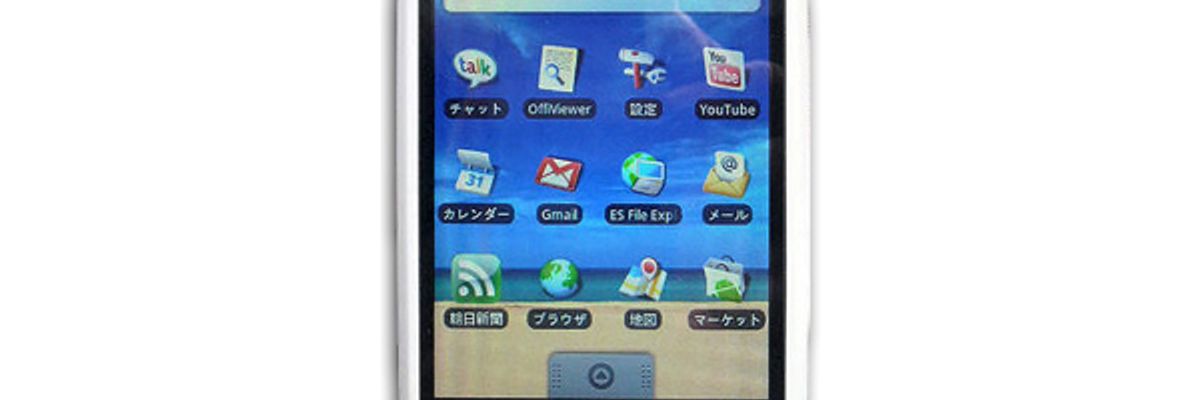 talk
You
Tube
チャット OffiViewer 設定 YouTube
31
@
カレンダー Gmail ES File Exp メール
朝日新聞 ブラウザ 地図 マーケット